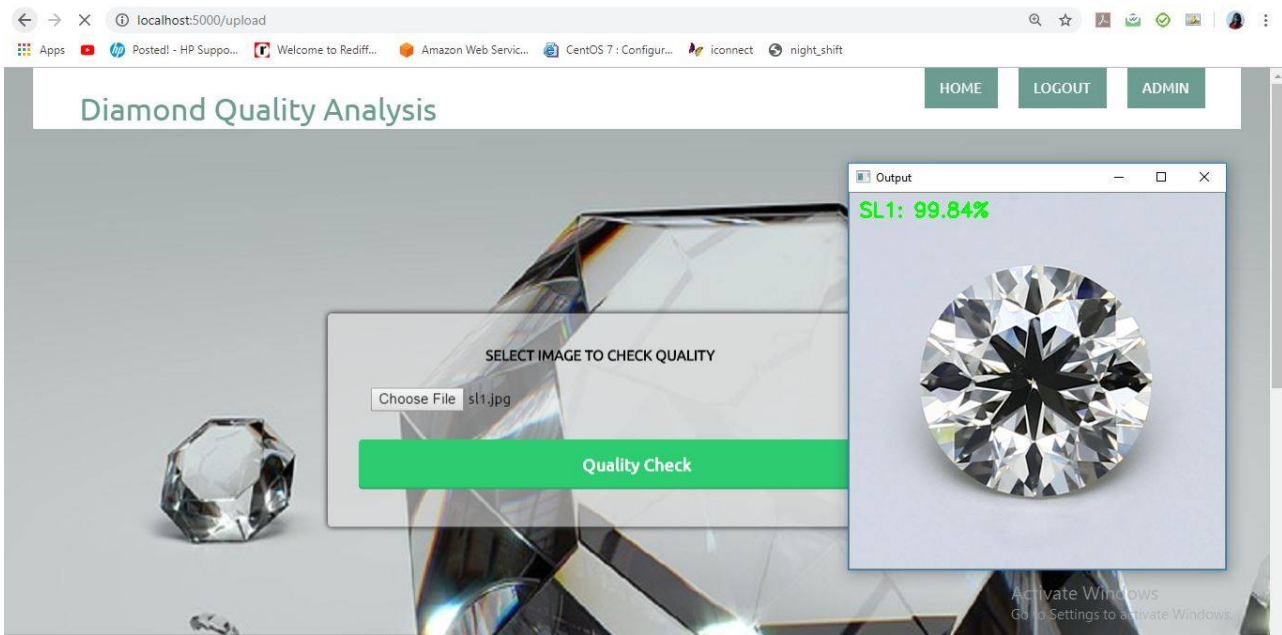 localhost:5000/upload
Apps
Posted! - HP Suppo...
Welcome to Rediff...
Amazon Web Servic...
CentOS 7 : Configur...
iconnect
night_shift
Diamond Quality Analysis
HOME
LOGOUT
ADMIN
Output
SL1: 99.84%
SELECT IMAGE TO CHECK QUALITY
Choose File sl1.jpg
Quality Check
Activate Windows
Go to Settings to activate Windows.